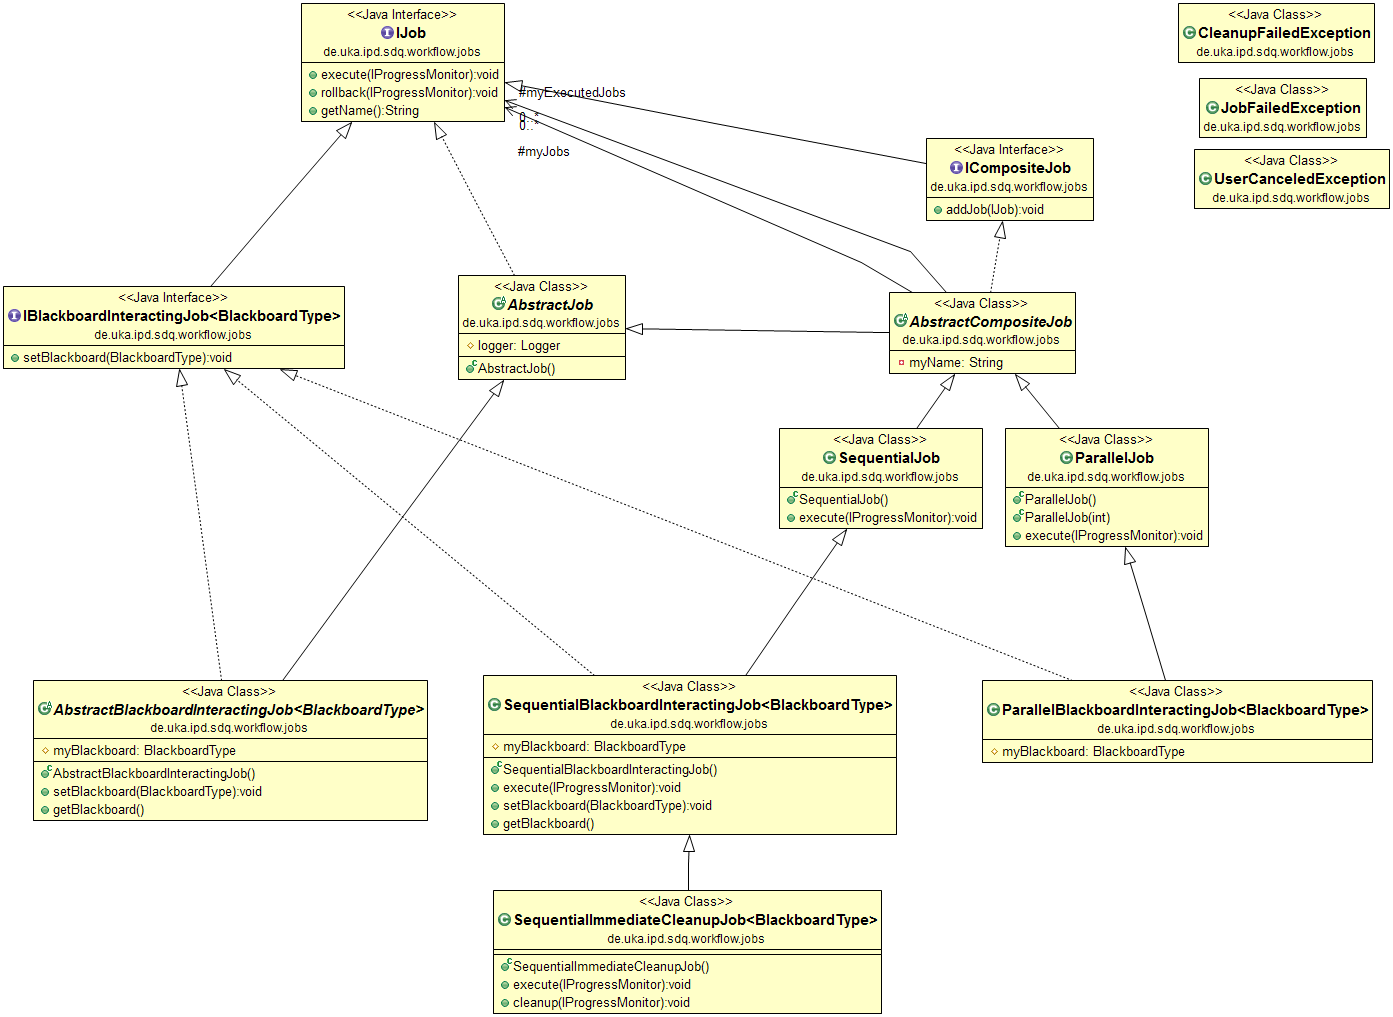 <<Java Interface>>
IJob
de.uka.ipd.sdq.workflow.jobs
execute(IProgressMonitor):void
rollback(IProgressMonitor):void
getName():String
<<Java Class>>
CleanupFailedException
de.uka.ipd.sdq.workflow.jobs
<<Java Class>>
JobFailedException
de.uka.ipd.sdq.workflow.jobs
<<Java Class>>
UserCanceledException
de.uka.ipd.sdq.workflow.jobs
#myExecutedJobs
0..*
0..*
#myJobs
<<Java Interface>>
ICompositeJob
de.uka.ipd.sdq.workflow.jobs
addJob(IJob):void
<<Java Interface>>
IBlackboardInteractingJob<BlackboardType>
de.uka.ipd.sdq.workflow.jobs
setBlackboard(BlackboardType):void
<<Java Class>>
AbstractJob
de.uka.ipd.sdq.workflow.jobs
logger: Logger
AbstractJob()
<<Java Class>>
AbstractCompositeJob
de.uka.ipd.sdq.workflow.jobs
myName: String
<<Java Class>>
SequentialJob
de.uka.ipd.sdq.workflow.jobs
SequentialJob()
execute(IProgressMonitor):void
<<Java Class>>
ParallelJob
de.uka.ipd.sdq.workflow.jobs
ParallelJob()
ParallelJob(int)
execute(IProgressMonitor):void
<<Java Class>>
AbstractBlackboardInteractingJob<BlackboardType>
de.uka.ipd.sdq.workflow.jobs
myBlackboard: BlackboardType
AbstractBlackboardInteractingJob()
setBlackboard(BlackboardType):void
getBlackboard()
<<Java Class>>
SequentialBlackboardInteractingJob<BlackboardType>
de.uka.ipd.sdq.workflow.jobs
myBlackboard: BlackboardType
SequentialBlackboardInteractingJob()
execute(IProgressMonitor):void
setBlackboard(BlackboardType):void
getBlackboard()
<<Java Class>>
ParallelBlackboardInteractingJob<BlackboardType>
de.uka.ipd.sdq.workflow.jobs
myBlackboard: BlackboardType
<<Java Class>>
SequentialImmediateCleanupJob<BlackboardType>
de.uka.ipd.sdq.workflow.jobs
SequentialImmediateCleanupJob()
execute(IProgressMonitor):void
cleanup(IProgressMonitor):void